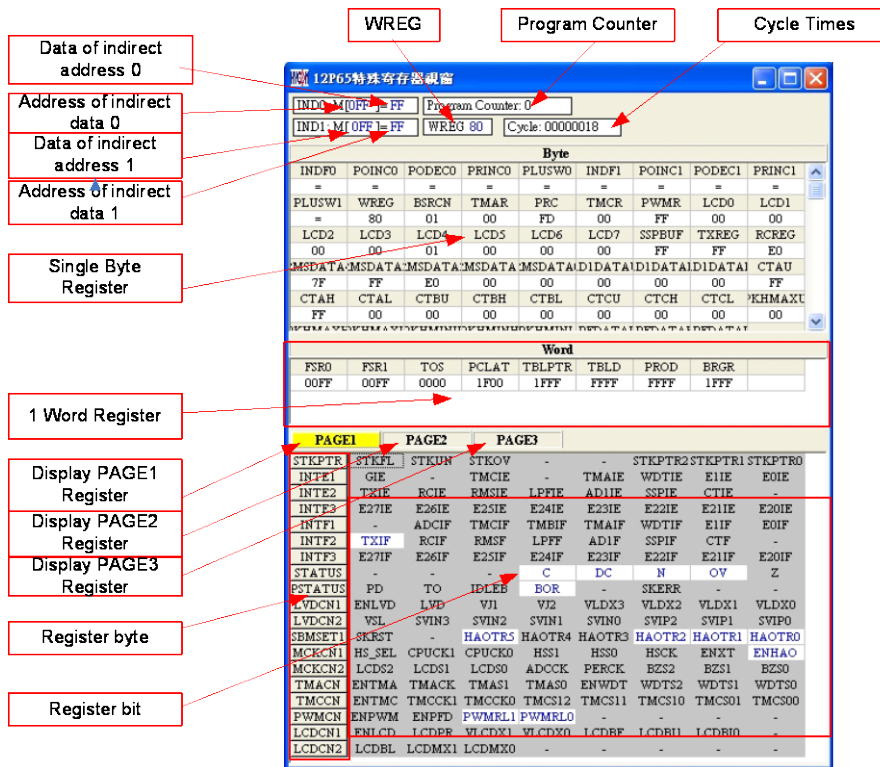 WREG
Program Counter
Cycle Times
Data of indirect
address 0
Address of indirect
data 0
Data of indirect
address 1
Address of indirect
data 1
Single Byte
Register
1 Word Register
Display PAGE1
Register
Display PAGE2
Register
Display PAGE3
Register
Register byte
Register bit
12P65特殊寄存器視窗
IND0: M[0FF ]= FF Program Counter: 0
IND1: M[ 0FF ]= FF WREG 80 Cycle: 00000018
Byte
INDF0 POINC0 PODEC0 PRINC0 PLUSW0 INDF1 POINC1 PODEC1 PRINC1
= = = = = = = = =
PLUSW1 WREG BSRCN TMAR PRC TMCR PWMR LCD0 LCD1
= 80 01 00 FD 00 FF 00 00
LCD2 LCD3 LCD4 LCD5 LCD6 LCD7 SSPBUF TXREG RCREG
00 00 01 00 00 00 FF FF E0
CTAU
7F FF E0 00 00 00 00 00 FF
CTAH CTAL CTBU CTBH CTBL CTCU CTCH CTCL PKHMAXU
FF 00 00 00 00 00 00 00 00
Word
FSR0 FSR1 TOS PCLAT TBLPTR TBLD PROD BRGR
00FF 00FF 0000 1F00 1FFF FFFF FFFF 1FFF
PAGE1 PAGE2 PAGE3
STKPTR STKFL STKUN STKOV - - STKPTR2 STKPTR1 STKPTR0
INTE1 GIE - TMCIE - TMAIE WDTIE E1IE E0IE
INTE2 TXIE RCIE RMSIE LPFIE AD1IE SSPIE CTIE -
INTE3 E27IE E26IE E25IE E24IE E23IE E22IE E21IE E20IE
INTF1 - ADCIF TMCIF TMBIF TMAIF WDTIF E1IF E0IF
INTF2 TXIF RCIF RMSF LPFF AD1F SSPIF CTF -
INTF3 E27IF E26IF E25IF E24IF E23IF E22IF E21IF E20IF
STATUS - - - C DC N OV Z
PSTATUS PD TO IDLEB BOR - SKERR - -
LVDCN1 ENLVD LVD VJ1 VJ2 VLDX3 VLDX2 VLDX1 VLDX0
LVDCN2 VSL SVIN3 SVIN2 SVIN1 SVIN0 SVIP2 SVIP1 SVIP0
SBMSET1 SKRST - HAOTR5 HAOTR4 HAOTR3 HAOTR2 HAOTR1 HAOTR0
MCKCN1 HS_SEL CPUCK1 CPUCK0 HSS1 HSS0 HSCK ENXT ENHAO
MCKCN2 LCDS2 LCDS1 LCDS0 ADCCK PERCK BZS2 BZS1 BZS0
TMACN ENTMA TMACK TMAS1 TMAS0 ENWDT WDTS2 WDTS1 WDTS0
TMCCN ENTMC TMCCK1 TMCCK0 TMCS12 TMCS11 TMCS10 TMCS01 TMCS00
PWMCN ENPWM ENPFD PWMRL1 PWMRL0 - - - -
LCDCN1 ENLCD LCDPR VLCDX1 VLCDX0 LCDBF LCDBI1 LCDBI0 -
LCDCN2 LCDBL LCDMX1 LCDMX0 - - - - -